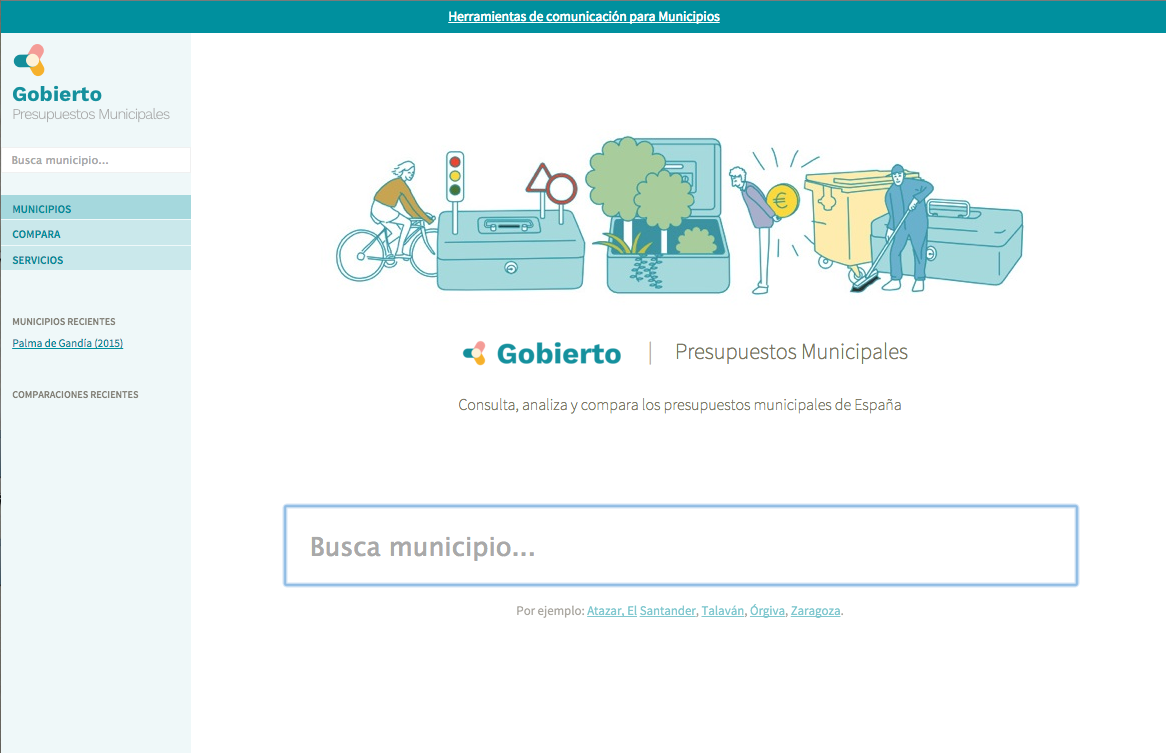 Herramientas de comunicación para Municipios
Gobierto
Presupuestos Municipales
Busca municipio...
MUNICIPIOS
COMPARA
SERVICIOS
MUNICIPIOS RECIENTES
Palma de Gandía (2015)
COMPARACIONES RECIENTES
€
Gobierto | Presupuestos Municipales
Consulta, analiza y compara los presupuestos municipales de España
Busca municipio...
Por ejemplo: Atazar, El Santander, Talaván, Órgiva, Zaragoza.